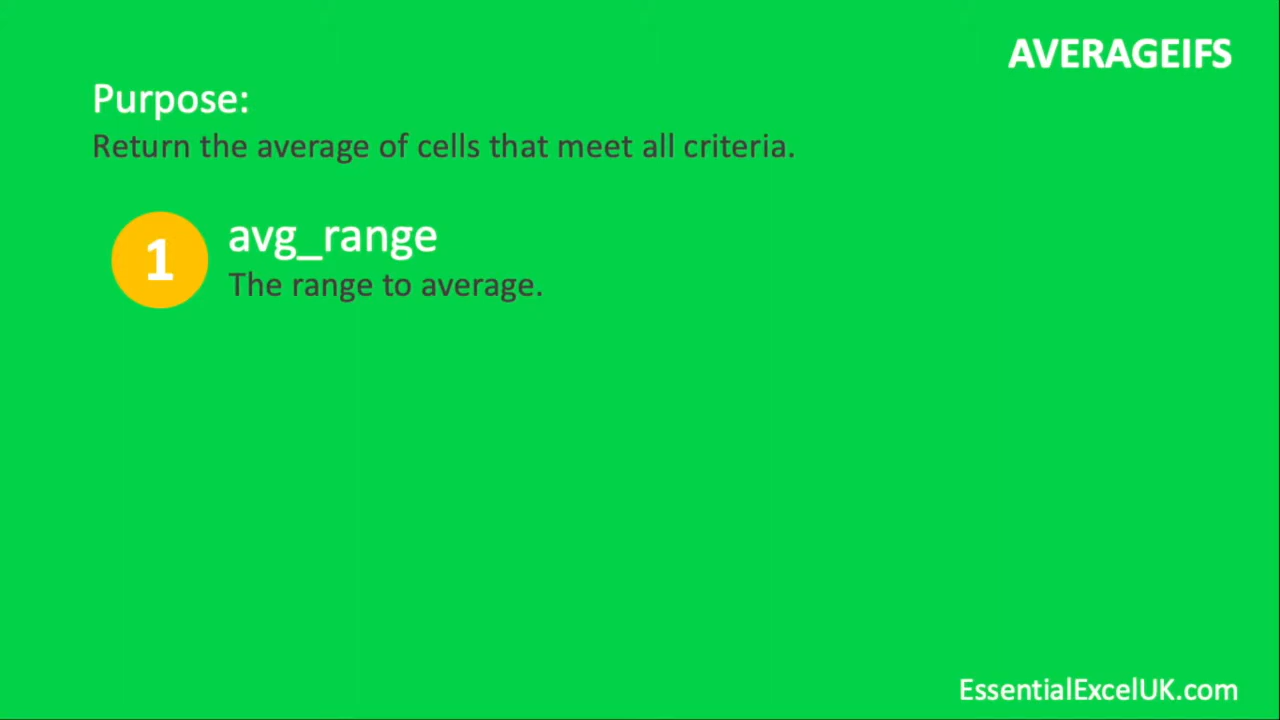 AVERAGEIFS
Purpose:
Return the average of cells that meet all criteria.
1
avg_range
The range to average.
EssentialExcelUK.com